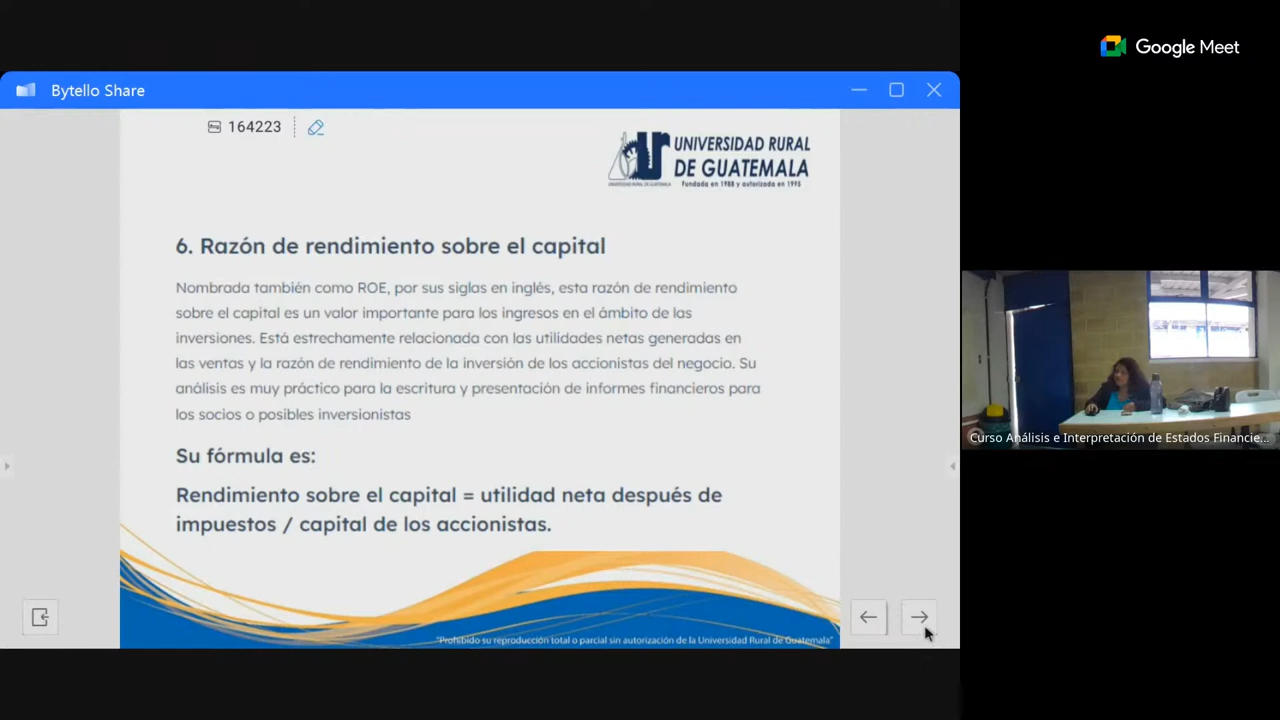 Google Meet
Bytello Share
164223
UNIVERSIDAD RURAL
DE GUATEMALA
Fundada en 1988 y autorizada en 1995
UNIVERSIDAD RURAL DE GUATEMALA
6. Razón de rendimiento sobre el capital
Nombrada también como ROE, por sus siglas en inglés, esta razón de rendimiento
sobre el capital es un valor importante para los ingresos en el ámbito de las
inversiones. Está estrechamente relacionada con las utilidades netas generadas en
las ventas y la razón de rendimiento de la inversión de los accionistas del negocio. Su
análisis es muy práctico para la escritura y presentación de informes financieros para
los socios o posibles inversionistas
Su fórmula es:
Rendimiento sobre el capital = utilidad neta después de
impuestos / capital de los accionistas.
"Prohibido su reproducción total o parcial sin autorización de la Universidad Rural de Guatemala"
Curso Análisis e Interpretación de Estados Financie...